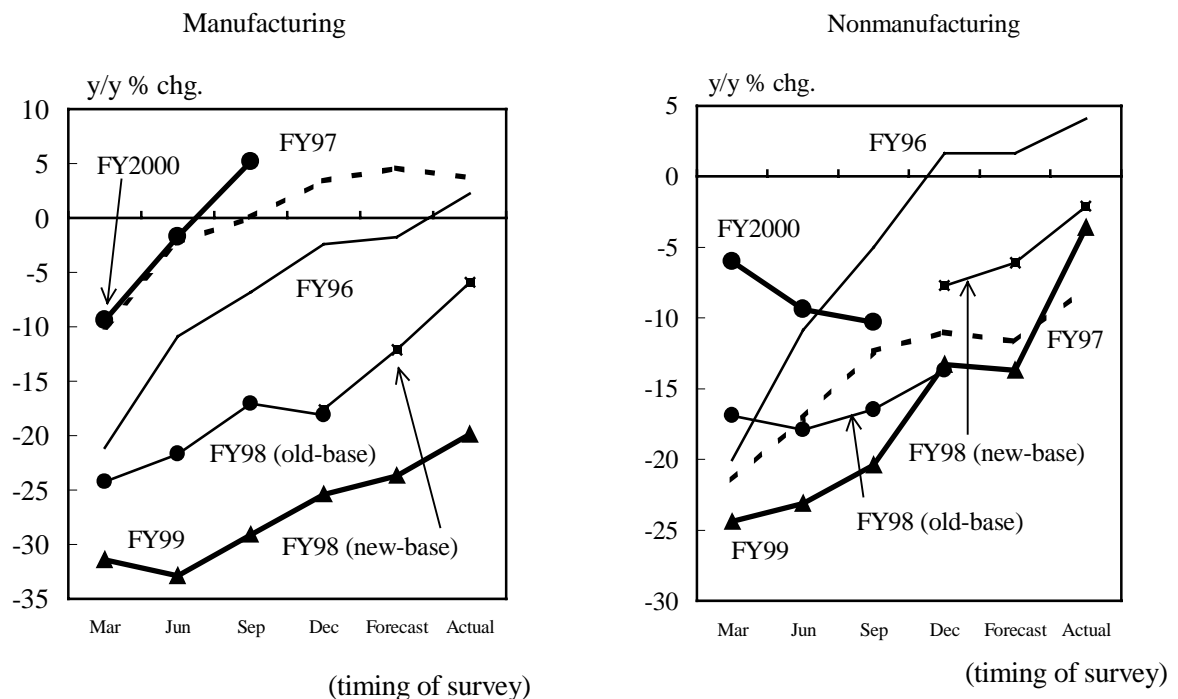 Manufacturing
y/y % chg.
10
5
0
-5
-10
-15
-20
-25
-30
-35
FY2000
FY97
FY96
FY98 (old-base)
FY99
FY98 (new-base)
Mar Jun Sep Dec Forecast Actual
(timing of survey)
Nonmanufacturing
y/y % chg.
5
0
-5
-10
-15
-20
-25
-30
FY96
FY2000
FY97
FY98 (new-base)
FY98 (old-base)
FY99
Mar Jun Sep Dec Forecast Actual
(timing of survey)